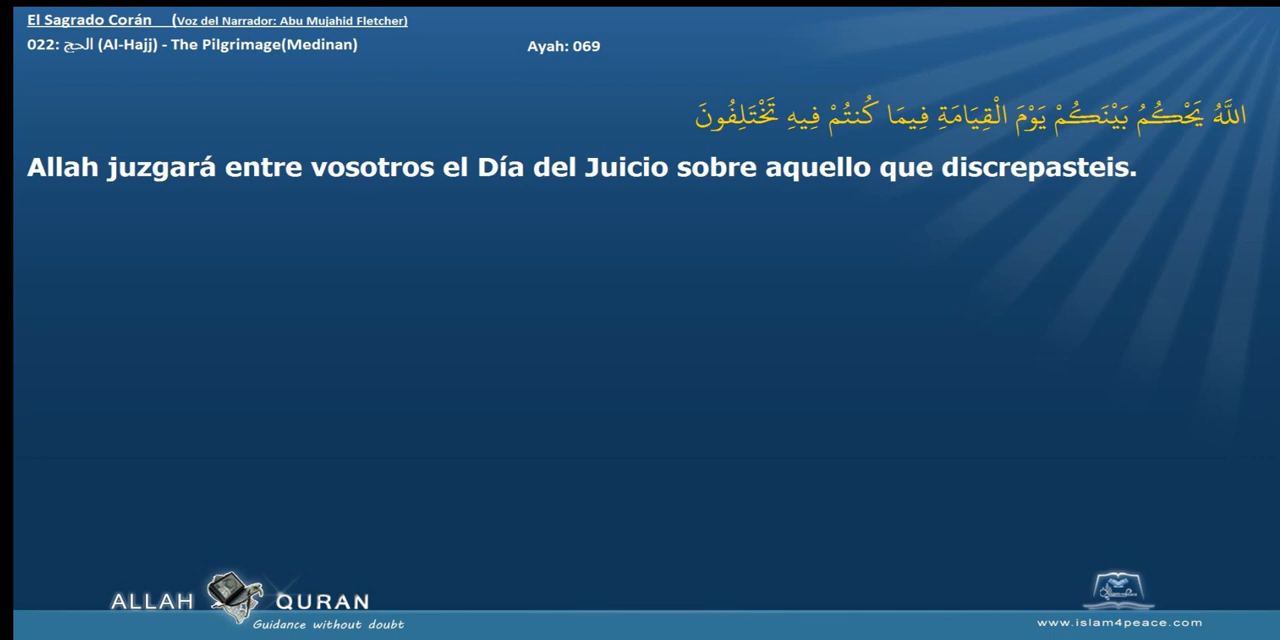 El Sagrado Corán (Voz del Narrador: Abu Mujahid Fletcher)
022: الحج (Al-Hajj) - The Pilgrimage(Medinan) Ayah: 069
اللَّهُ يَحْكُمُ بَيْنَكُمْ يَوْمَ الْقِيَامَةِ فِيمَا كُنتُمْ فِيهِ تَخْتَلِفُونَ
Allah juzgará entre vosotros el Día del Juicio sobre aquello que discrepasteis.
ALLAH QURAN
Guidance without doubt
www.islam4peace.com